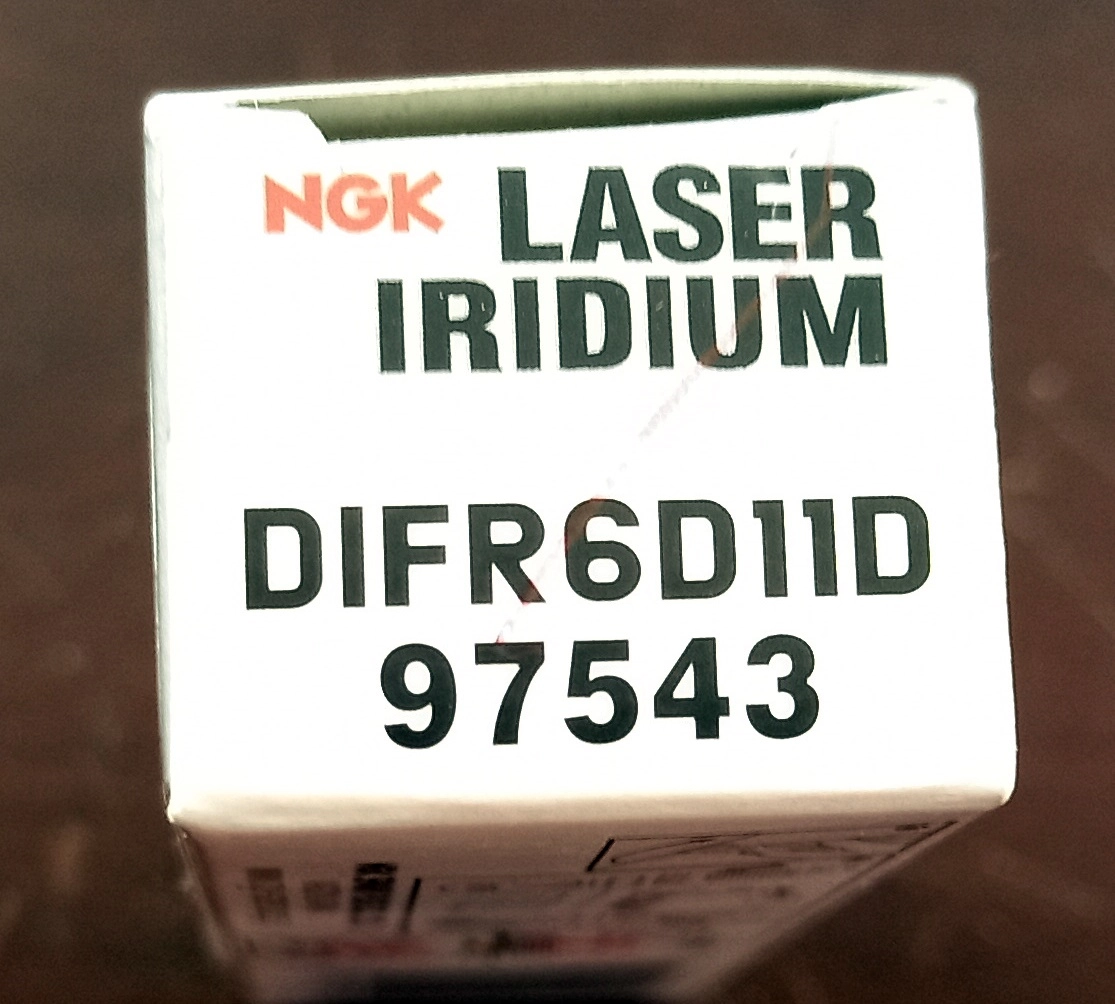 NGK LASER
IRIDIUM
DIFR6D11D
97543